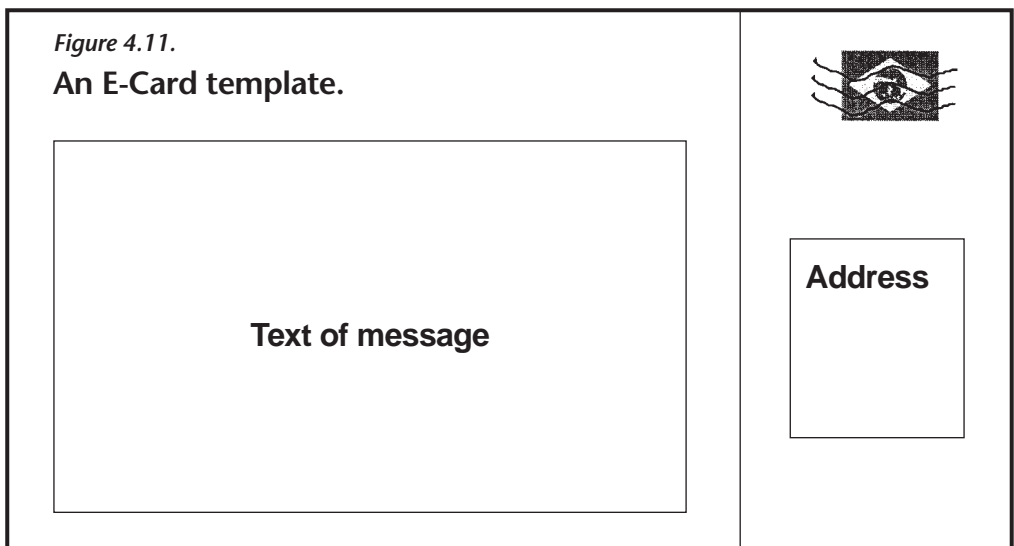 Figure 4.11.
An E-Card template.
Text of message
Address